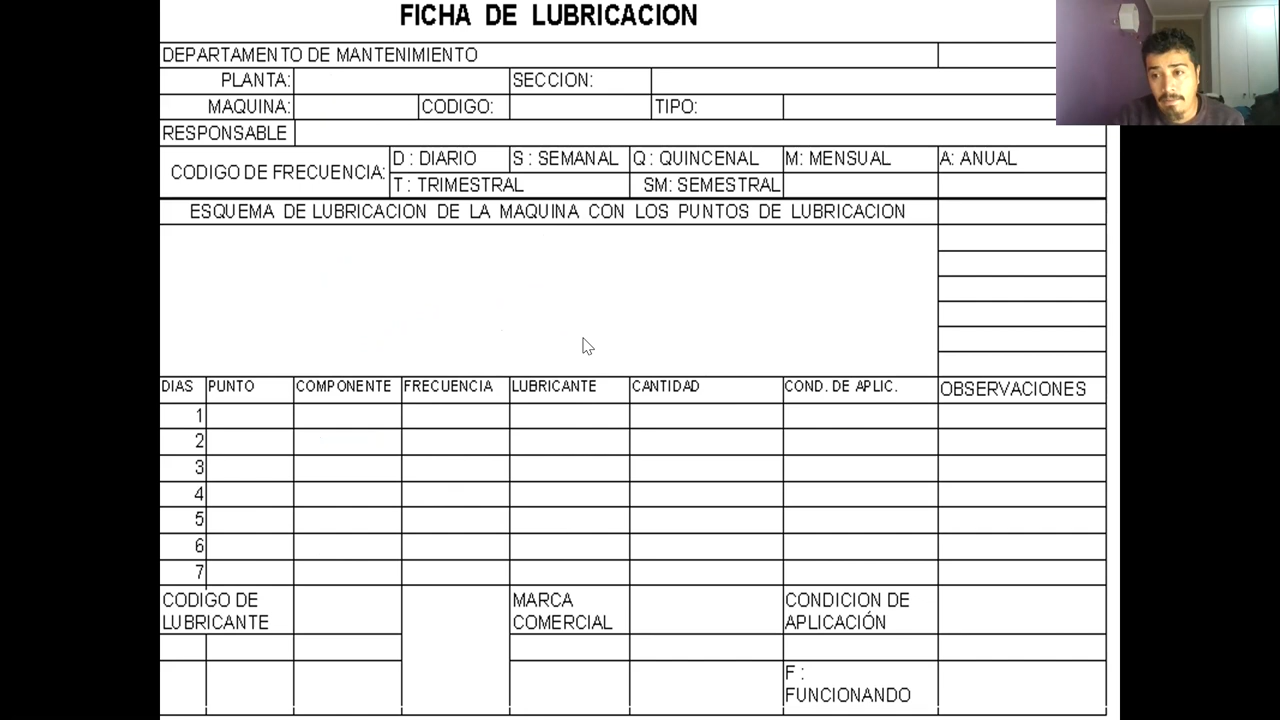 FICHA DE LUBRICACION
DEPARTAMENTO DE MANTENIMIENTO
PLANTA: SECCION:
MAQUINA: CODIGO: TIPO:
RESPONSABLE
CODIGO DE FRECUENCIA: D : DIARIO S : SEMANAL Q : QUINCENAL M: MENSUAL A: ANUAL
T : TRIMESTRAL SM: SEMESTRAL
ESQUEMA DE LUBRICACION DE LA MAQUINA CON LOS PUNTOS DE LUBRICACION
DIAS PUNTO COMPONENTE FRECUENCIA LUBRICANTE CANTIDAD COND. DE APLIC. OBSERVACIONES
1
2
3
4
5
6
7
CODIGO DE
LUBRICANTE
MARCA
COMERCIAL
CONDICION DE
APLICACIÓN
F :
FUNCIONANDO